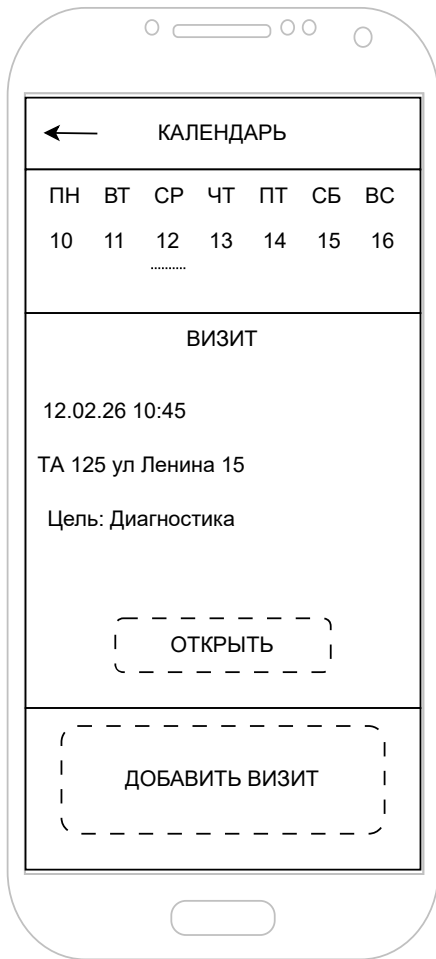 КАЛЕНДАРЬ
ПН ВТ СР ЧТ ПТ СБ ВС
10 11 12 13 14 15 16
ВИЗИТ
12.02.26 10:45
ТА 125 ул Ленина 15
Цель: Диагностика
ОТКРЫТЬ
ДОБАВИТЬ ВИЗИТ